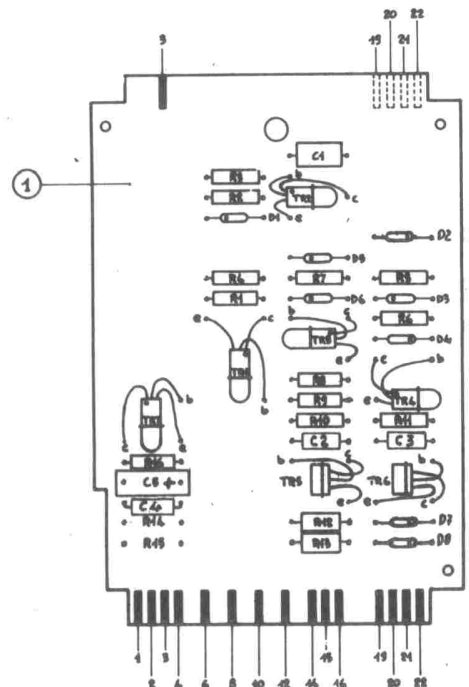 20 22
3 19 21
C1
1
R3 b
R2 TR2 c
D1 e
D2
D5
R4 R7 R5
R1 D6 D3
e c b c R6
TR3
D4
e c b
R8
b R9 e TR4
R10 R11
c e C2 C3
R16 b c b
C5 + TR5 TR6
C4 e e c
R14 R12 D7
R15 R13 D8
1 3 4 6 8 10 12 14 15 16 19 21
2 20 22